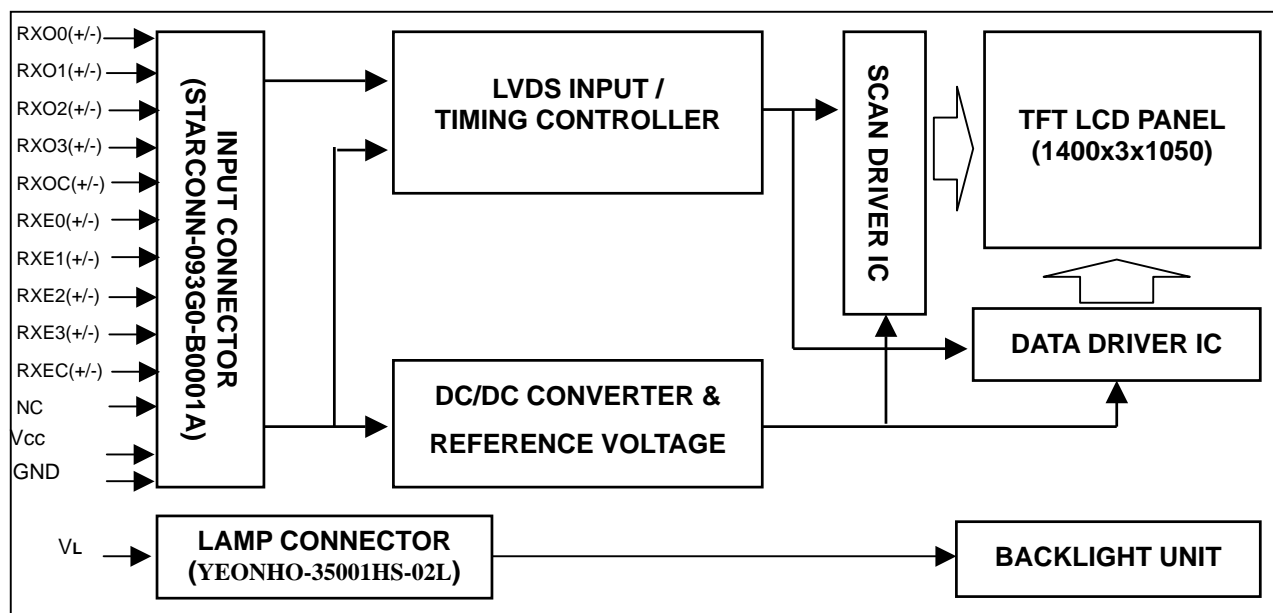 RXO0(+/-)
RXO1(+/-)
RXO2(+/-)
RXO3(+/-)
RXOC(+/-)
RXE0(+/-)
RXE1(+/-)
RXE2(+/-)
RXE3(+/-)
RXEC(+/-)
NC
Vcc
GND
VL
INPUT CONNECTOR
(STARCONN-093G0-B0001A)
LVDS INPUT /
TIMING CONTROLLER
SCAN DRIVER IC
TFT LCD PANEL
(1400x3x1050)
DATA DRIVER IC
DC/DC CONVERTER &
REFERENCE VOLTAGE
LAMP CONNECTOR
(YEONHO-35001HS-02L)
BACKLIGHT UNIT